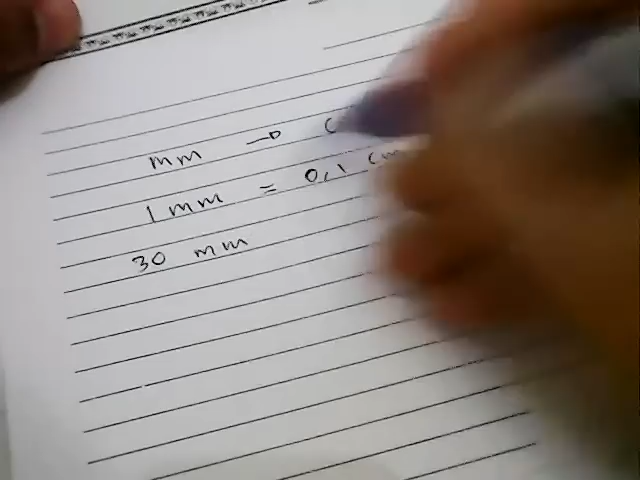 mm → c
1 mm = 0,1 cm
30 mm